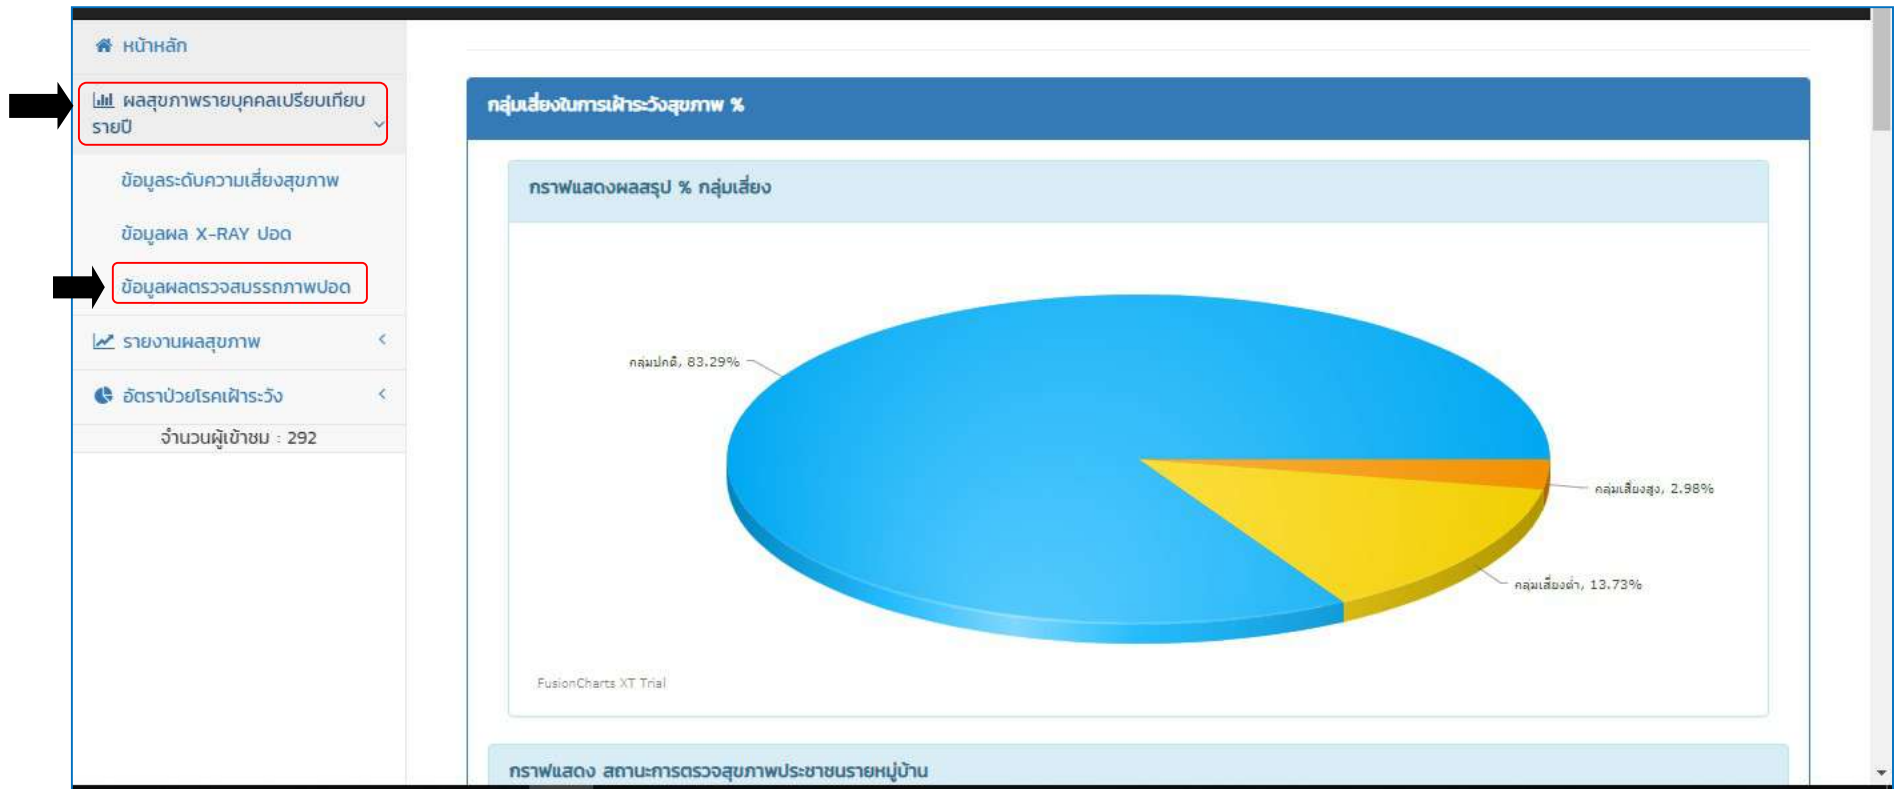 หน้าหลัก
ผลสุขภาพรายบุคคลเปรียบเทียบ
รายปี
ข้อมูลระดับความเสี่ยงสุขภาพ
ข้อมูลผล X-RAY ปอด
ข้อมูลผลตรวจสมรรถภาพปอด
รายงานผลสุขภาพ
อัตราป่วยโรคเฝ้าระวัง
จำนวนผู้เข้าชม : 292
กลุ่มเสี่ยงในการเฝ้าระวังสุขภาพ %
กราฟแสดงผลสรุป % กลุ่มเสี่ยง
กลุ่มปกติ, 83.29%
กลุ่มเสี่ยงสูง, 2.98%
กลุ่มเสี่ยงต่ำ, 13.73%
FusionCharts XT Trial
กราฟแสดง สถานะการตรวจสุขภาพประชาชนรายหมู่บ้าน